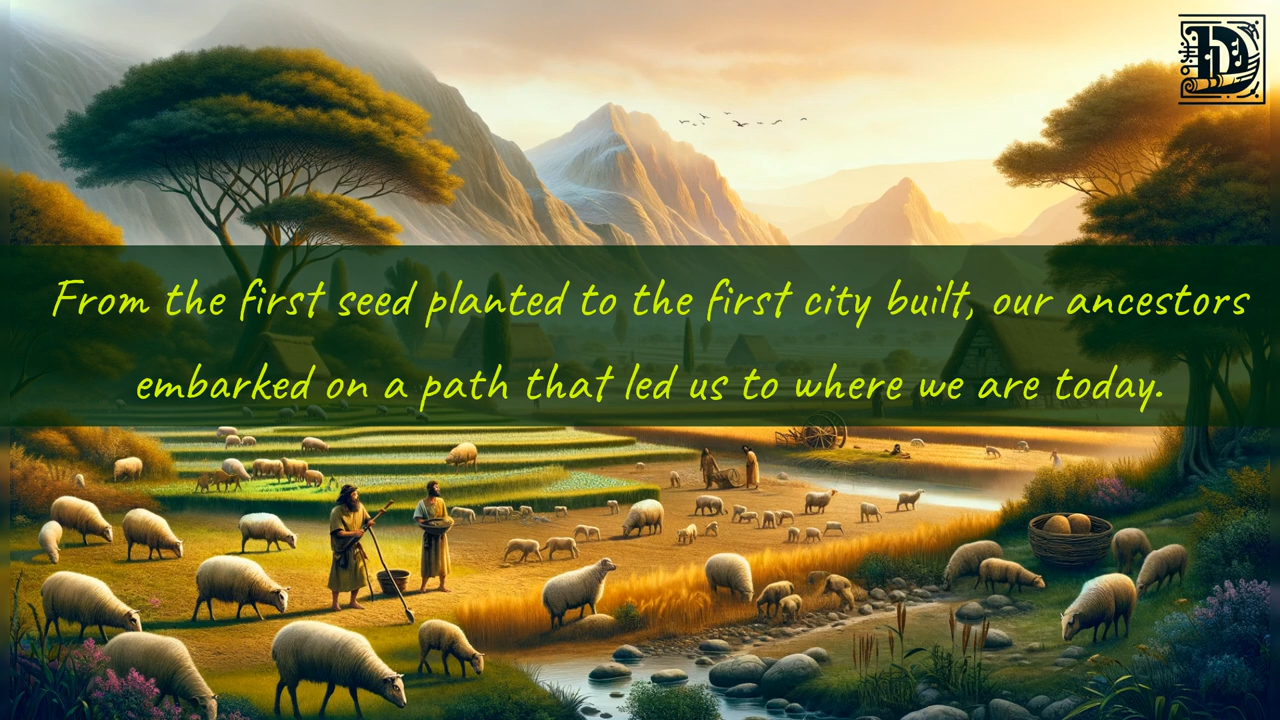 From the first seed planted to the first city built, our ancestors
embarked on a path that led us to where we are today.